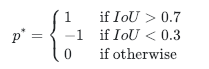 1 if IoU > 0.7
p* = { −1 if IoU < 0.3
0 if otherwise